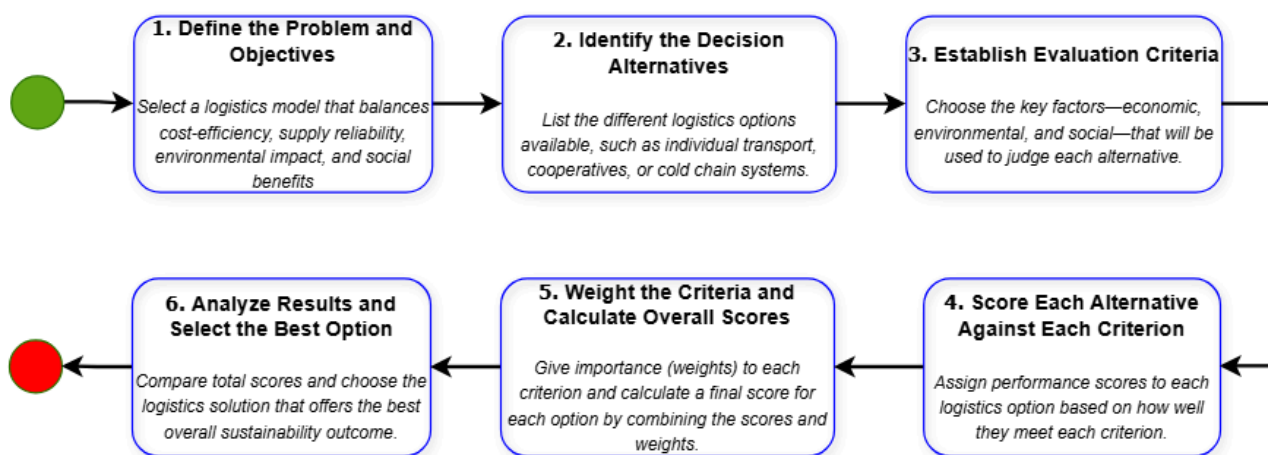 1. Define the Problem and
Objectives
Select a logistics model that balances
cost-efficiency, supply reliability,
environmental impact, and social
benefits
2. Identify the Decision
Alternatives
List the different logistics options
available, such as individual transport,
cooperatives, or cold chain systems.
3. Establish Evaluation Criteria
Choose the key factors—economic,
environmental, and social—that will be
used to judge each alternative.
4. Score Each Alternative
Against Each Criterion
Assign performance scores to each
logistics option based on how well
they meet each criterion.
5. Weight the Criteria and
Calculate Overall Scores
Give importance (weights) to each
criterion and calculate a final score for
each option by combining the scores and
weights.
6. Analyze Results and
Select the Best Option
Compare total scores and choose the
logistics solution that offers the best
overall sustainability outcome.